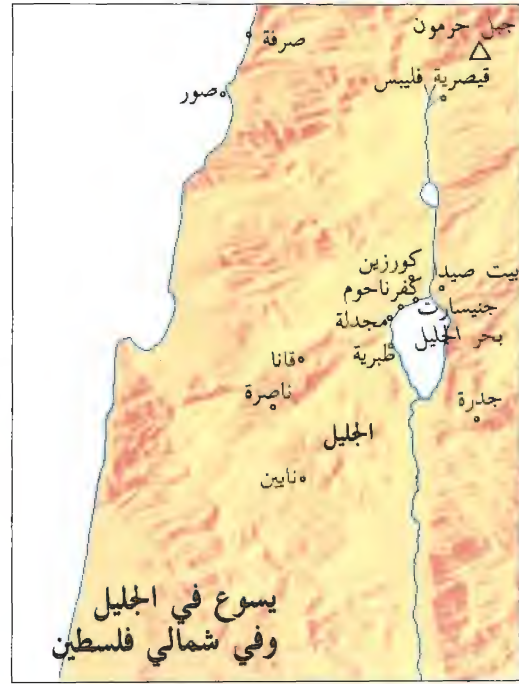 جبل حرمون
صرفة
قيصرية فليبس
صور
كورزين
بيت صيدا
كفرناحوم
جنيسارت
مجدلة
بحر الجليل
طبرية
قانا
ناصرة
جدرة
الجليل
نايين
يسوع في الجليل
وفي شمالي فلسطين